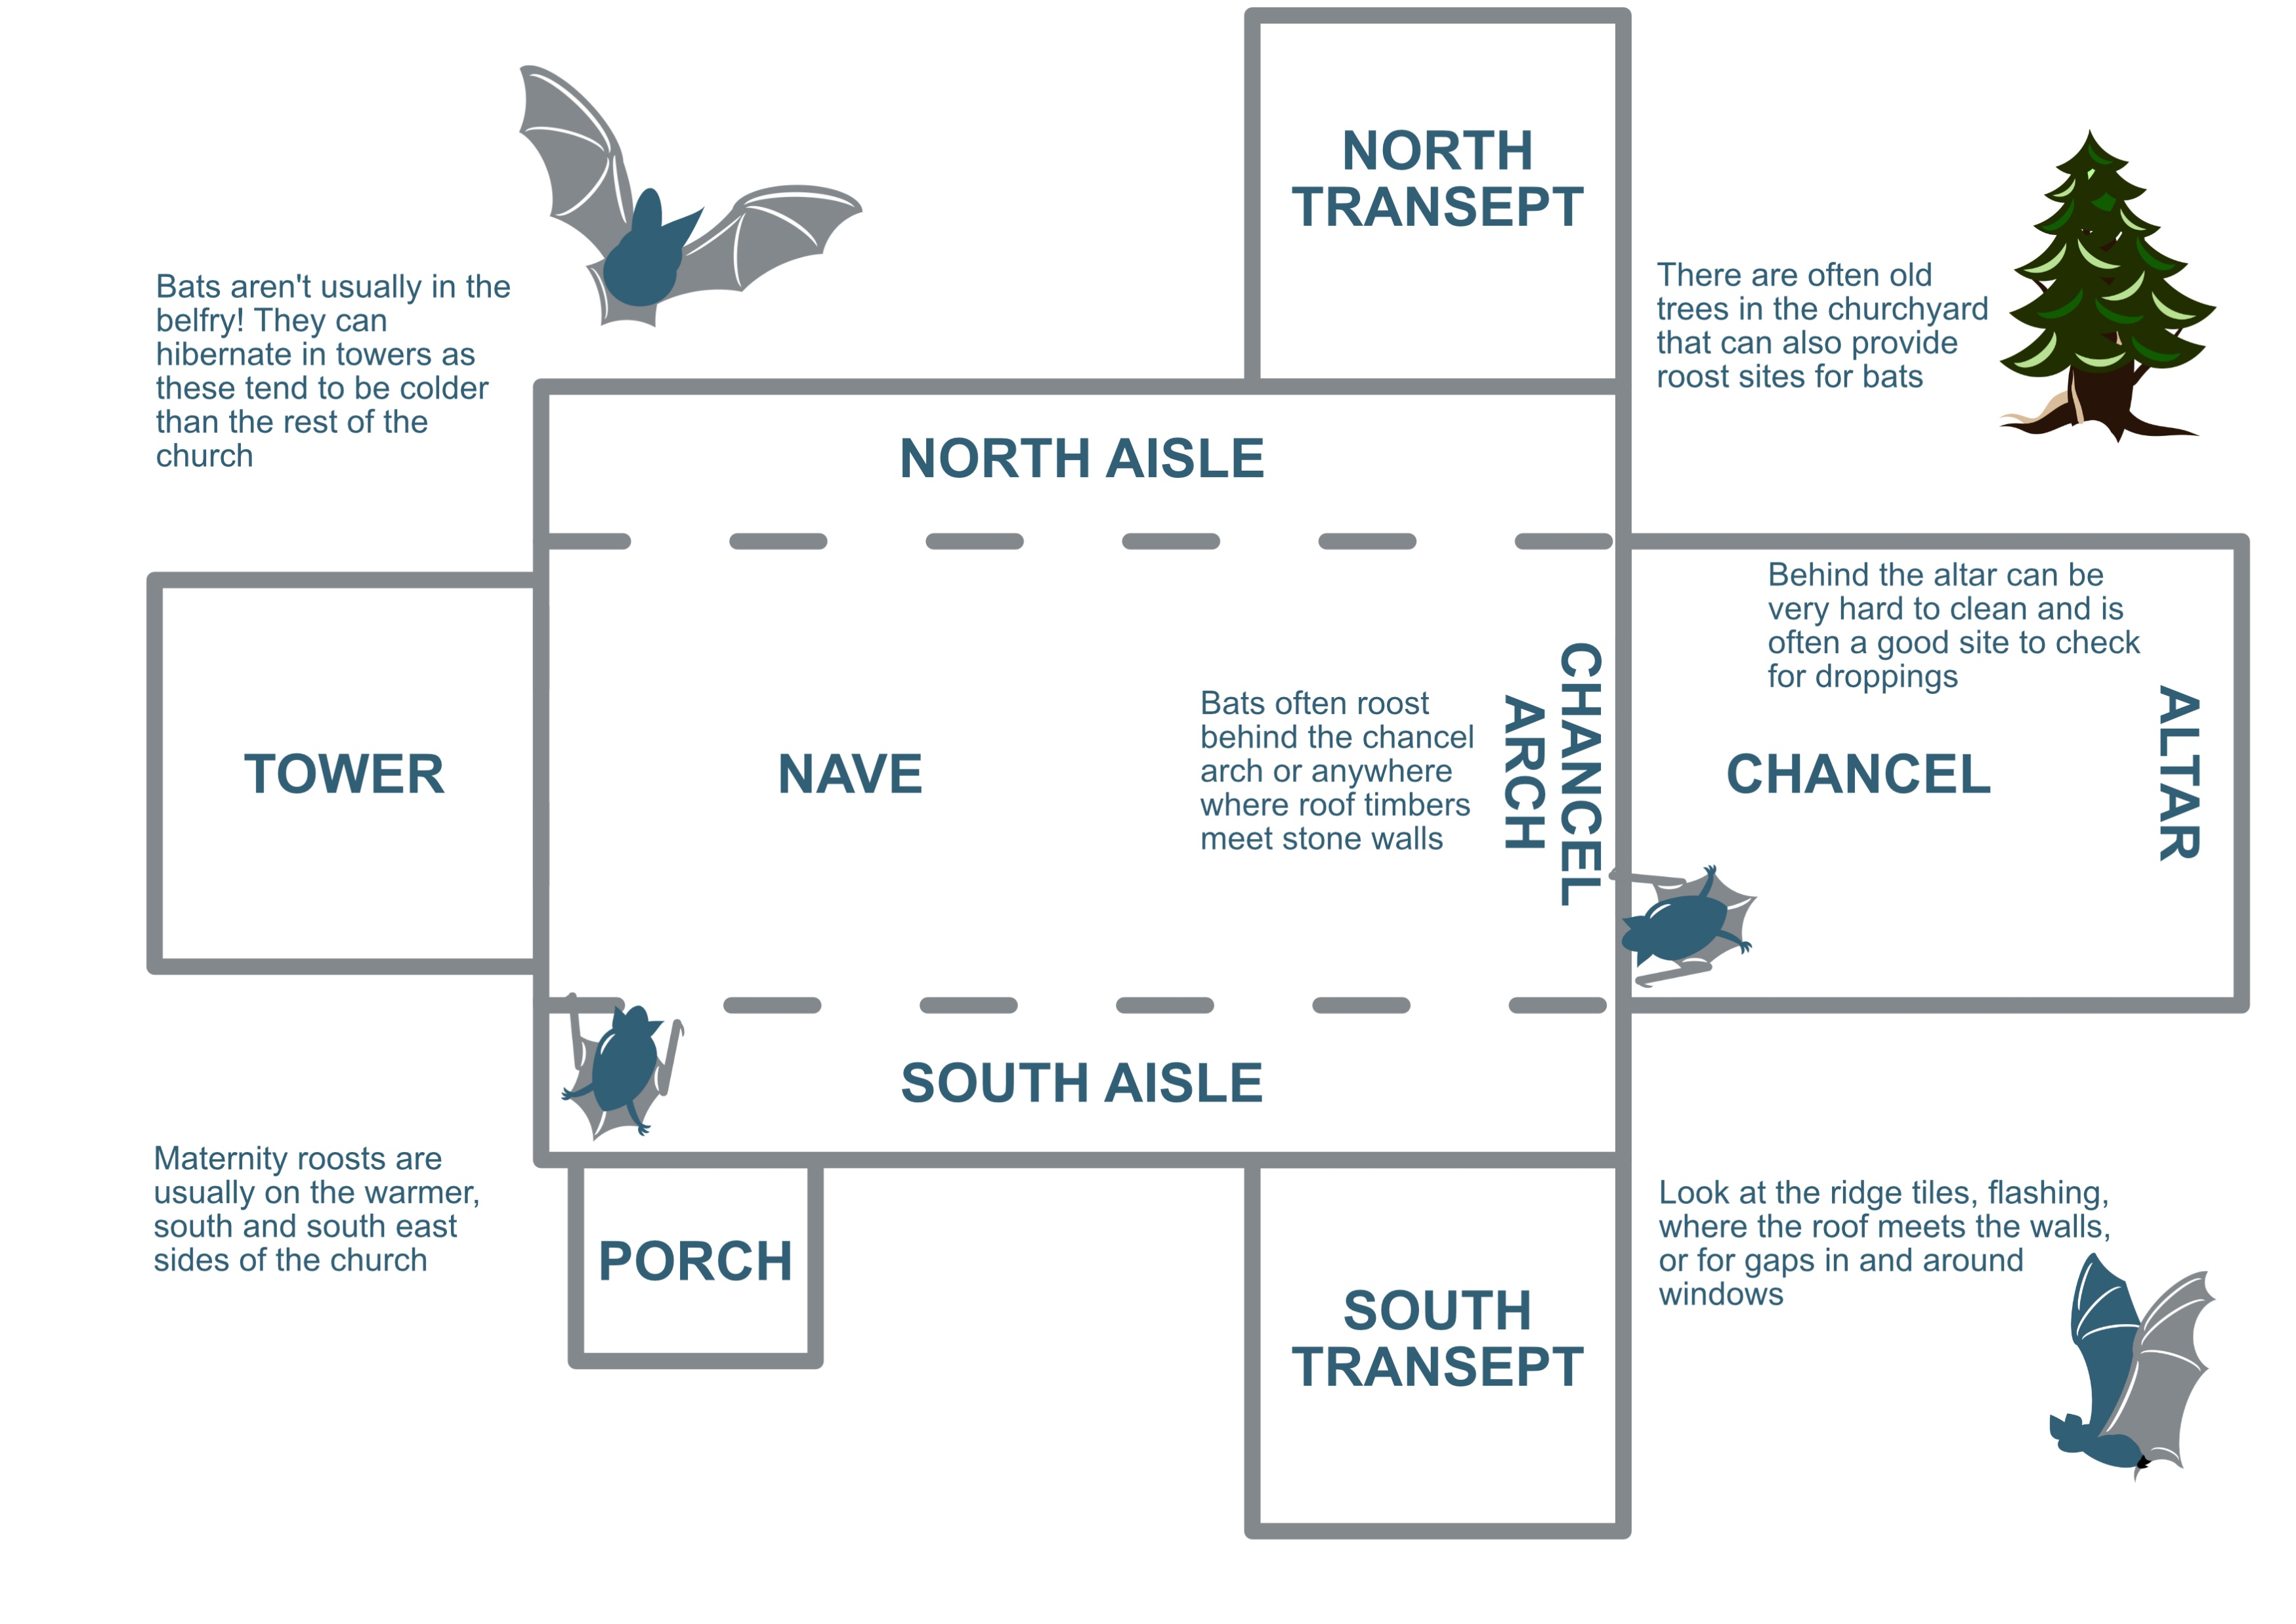 NORTH
TRANSEPT
Bats aren't usually in the
belfry! They can
hibernate in towers as
these tend to be colder
than the rest of the
church
There are often old
trees in the churchyard
that can also provide
roost sites for bats
NORTH AISLE
Behind the altar can be
very hard to clean and is
often a good site to check
for droppings
TOWER
NAVE
Bats often roost
behind the chancel
arch or anywhere
where roof timbers
meet stone walls
CHANCEL
ARCH
CHANCEL
ALTAR
SOUTH AISLE
Maternity roosts are
usually on the warmer,
south and south east
sides of the church
PORCH
SOUTH
TRANSEPT
Look at the ridge tiles, flashing,
where the roof meets the walls,
or for gaps in and around
windows